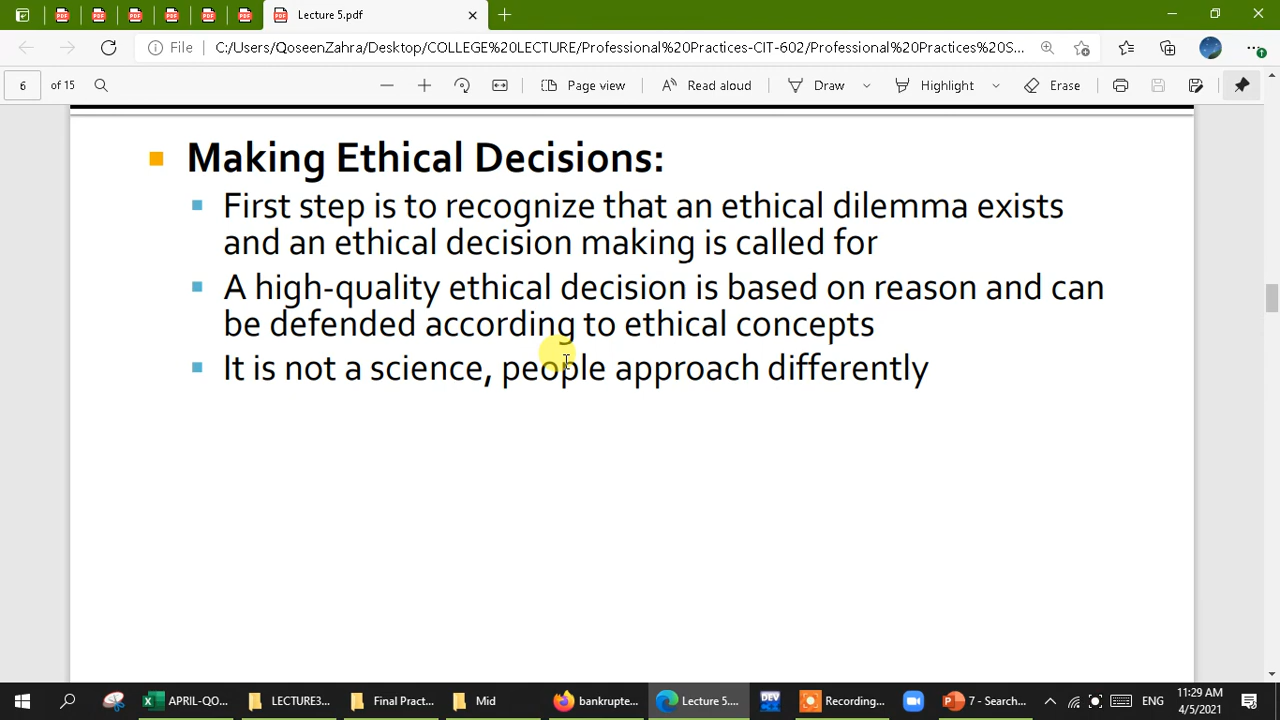 Lecture 5.pdf
File
C:/Users/QoseenZahra/Desktop/COLLEGE%20LECTURE/Professional%20Practices-CIT-602/Professional%20Practices%20S...
6 of 15
Page view
Read aloud
Draw
Highlight
Erase
Making Ethical Decisions:
First step is to recognize that an ethical dilemma exists
and an ethical decision making is called for
A high-quality ethical decision is based on reason and can
be defended according to ethical concepts
It is not a science, people approach differently
APRIL-QO...
LECTURE3...
Final Pract...
Mid
bankrupte...
Lecture 5....
DEV
Recording...
7 - Search...
ENG
11:29 AM
4/5/2021